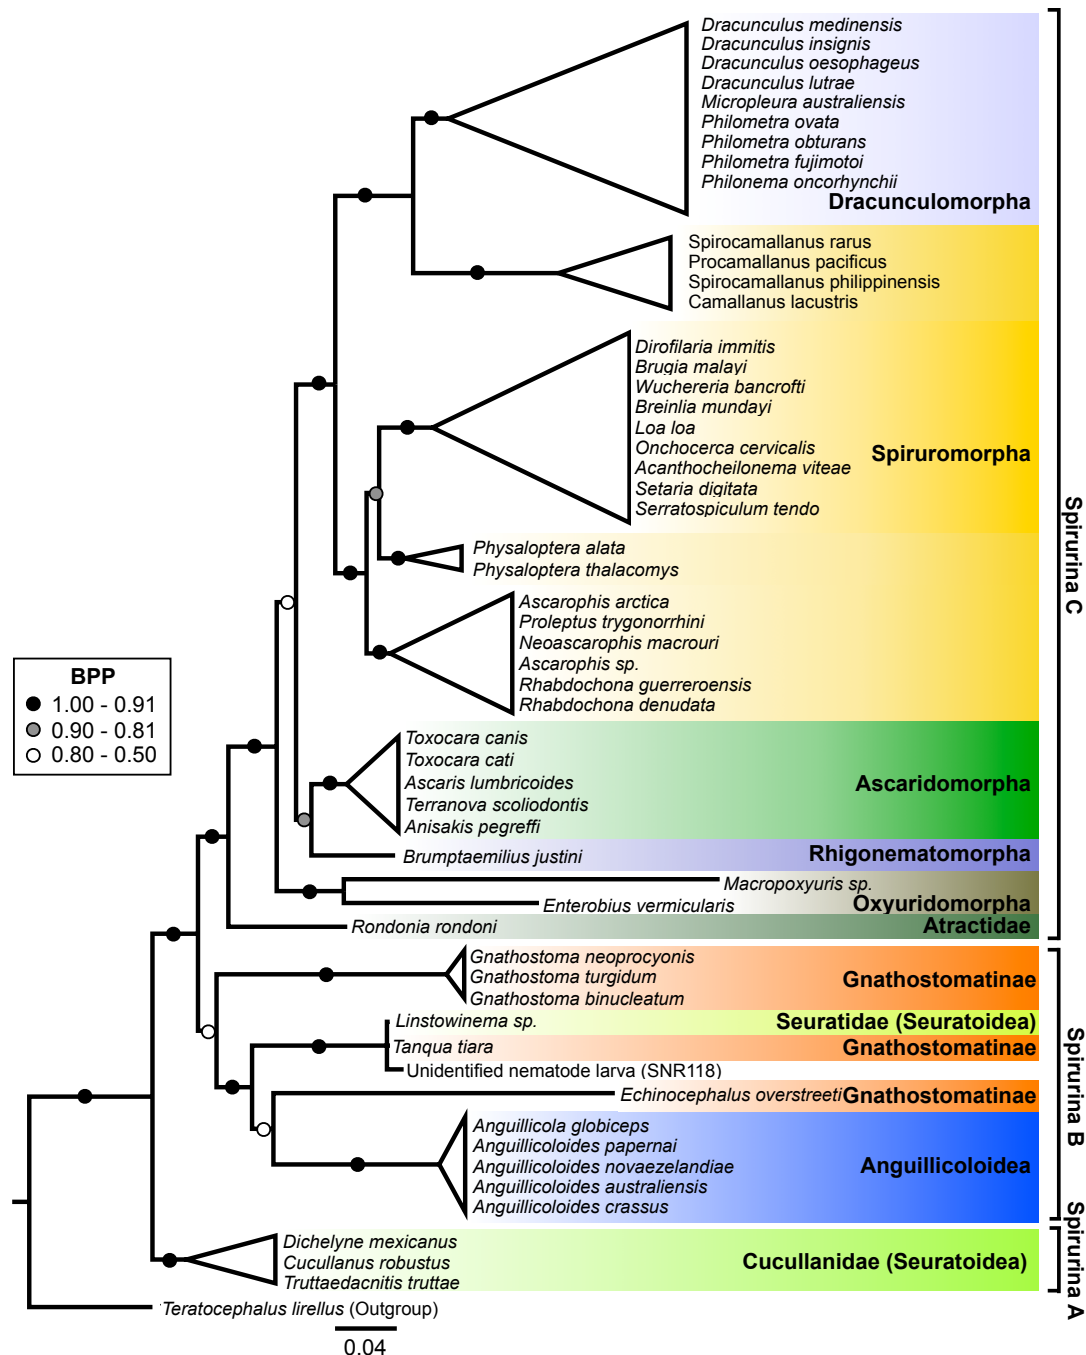 Dracunculus medinensis
Dracunculus insignis
Dracunculus oesophageus
Dracunculus lutrae
Micropleura australiensis
Philometra ovata
Philometra obturans
Philometra fujimotoi
Philonema oncorhynchii
Dracunculomorpha
Spirocamallanus rarus
Procamallanus pacificus
Spirocamallanus philippinensis
Camallanus lacustris
Dirofilaria immitis
Brugia malayi
Wuchereria bancrofti
Breinlia mundayi
Loa loa
Onchocerca cervicalis
Acanthocheilonema viteae
Setaria digitata
Serratospiculum tendo
Spiruromorpha
Physaloptera alata
Physaloptera thalacomys
Ascarophis arctica
Proleptus trygonorrhini
Neoascarophis macrouri
Ascarophis sp.
Rhabdochona guerreroensis
Rhabdochona denudata
Spirurina C
BPP
1.00 - 0.91
0.90 - 0.81
0.80 - 0.50
Toxocara canis
Toxocara cati
Ascaris lumbricoides
Terranova scoliodontis
Anisakis pegreffi
Ascaridomorpha
Brumptaemilius justini
Rhigonematomorpha
Macropoxyuris sp.
Enterobius vermicularis
Oxyuridomorpha
Rondonia rondoni
Atractidae
Gnathostoma neoprocyonis
Gnathostoma turgidum
Gnathostoma binucleatum
Gnathostomatinae
Linstowinema sp.
Seuratidae (Seuratoidea)
Tanqua tiara
Gnathostomatinae
Unidentified nematode larva (SNR118)
Echinocephalus overstreeti
Gnathostomatinae
Spirurina B
Anguillicola globiceps
Anguillicoloides papernai
Anguillicoloides novaezelandiae
Anguillicoloides australiensis
Anguillicoloides crassus
Anguillicoloidea
Dichelyne mexicanus
Cucullanus robustus
Truttaedacnitis truttae
Cucullanidae (Seuratoidea)
Spirurina A
Teratocephalus lirellus (Outgroup)
0.04